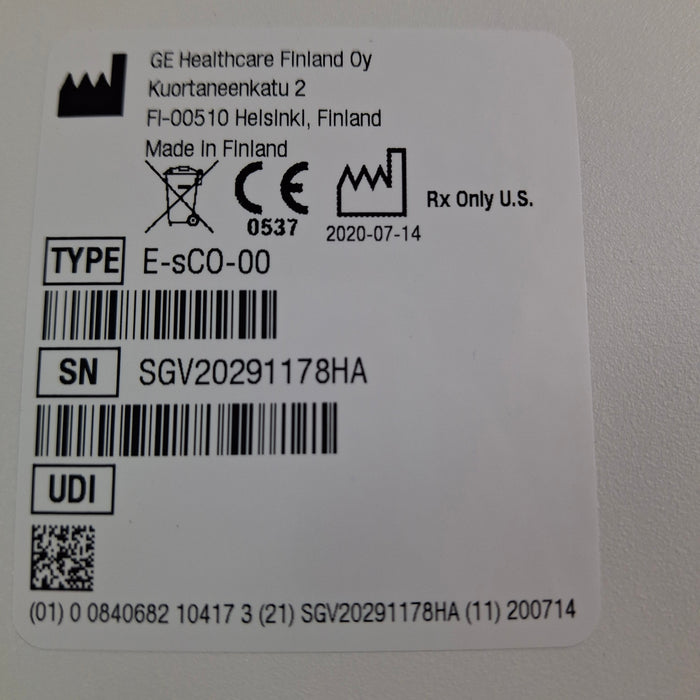 GE Healthcare Finland Oy
Kuortaneenkatu 2
FI-00510 Helsinki, Finland
Made in Finland
CE
0537
2020-07-14
Rx Only U.S.
TYPE E-sCO-00
SN SGV20291178HA
UDI
(01) 0 0840682 10417 3 (21) SGV20291178HA (11) 200714